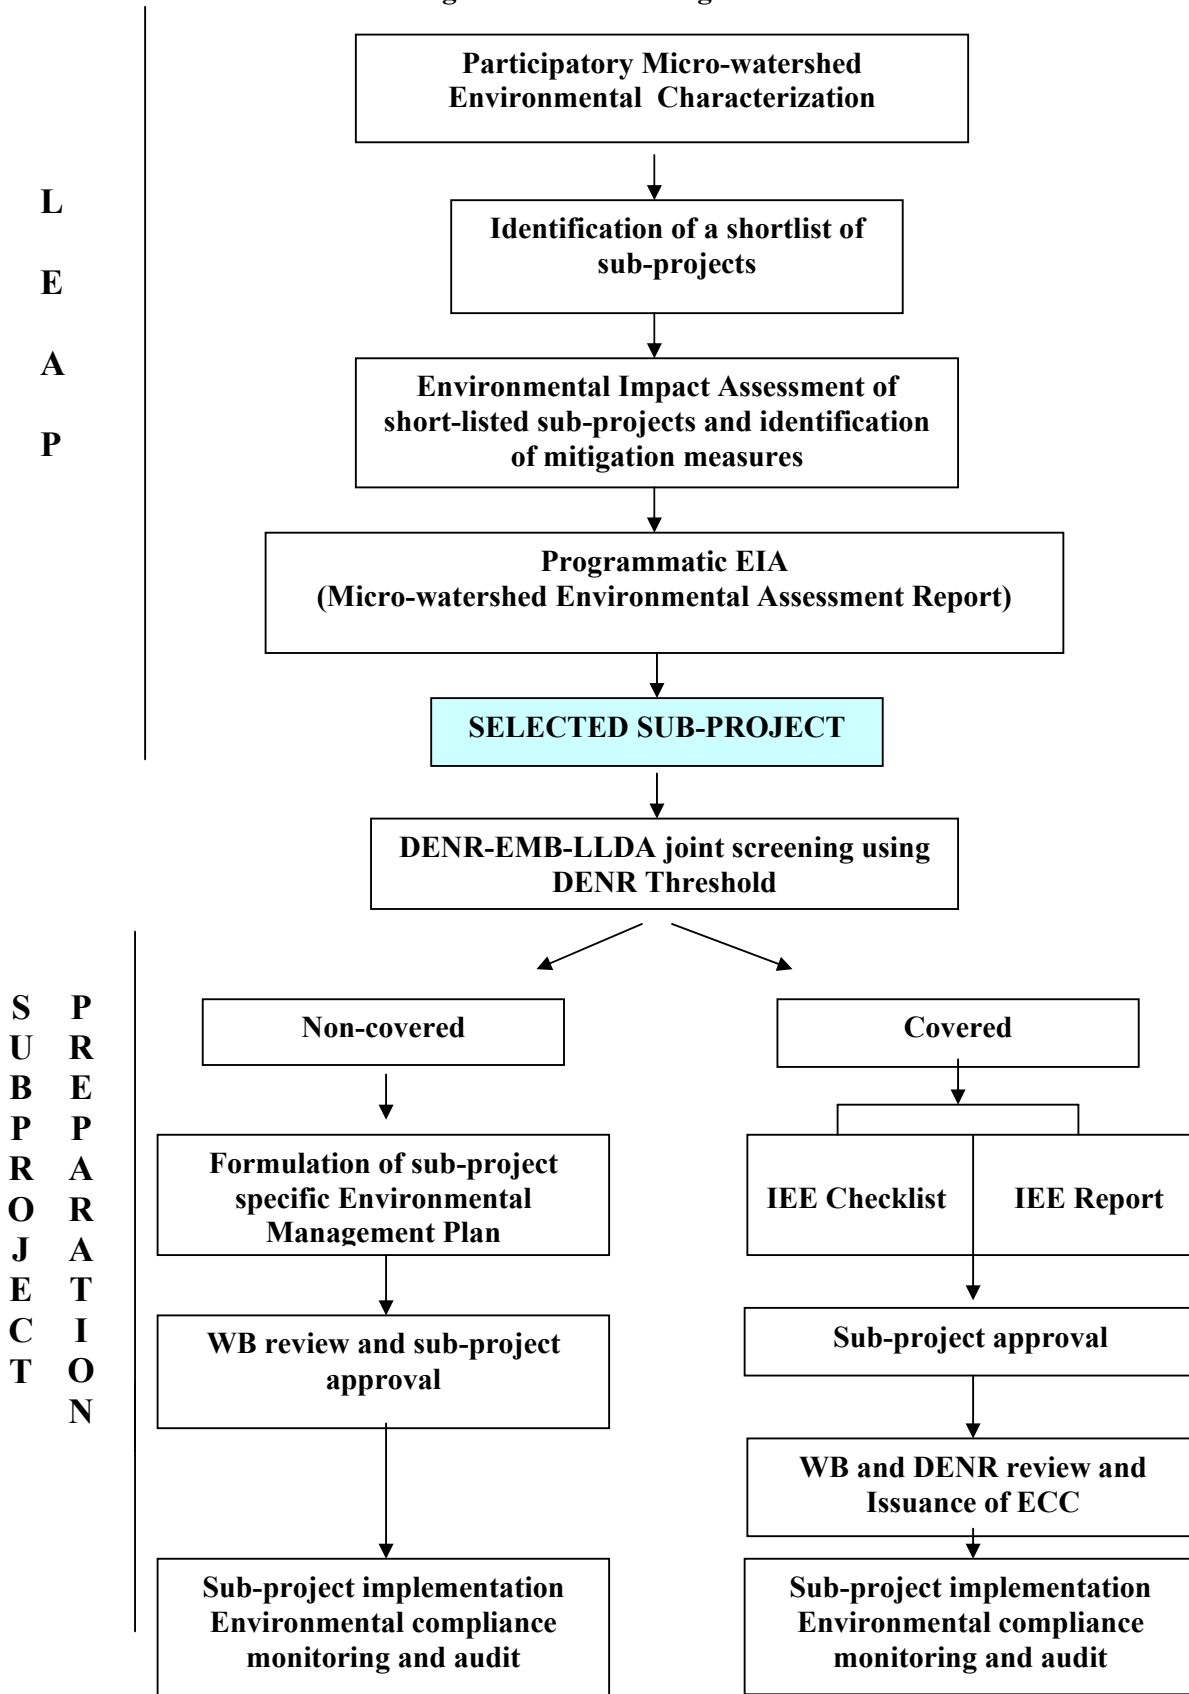 Participatory Micro-watershed
Environmental Characterization
L
E
A
P
Identification of a shortlist of
sub-projects
Environmental Impact Assessment of
short-listed sub-projects and identification
of mitigation measures
Programmatic EIA
(Micro-watershed Environmental Assessment Report)
SELECTED SUB-PROJECT
DENR-EMB-LLDA joint screening using
DENR Threshold
S
U
B
P
R
O
J
E
C
T
P
R
E
P
A
R
A
T
I
O
N
Non-covered
Covered
Formulation of sub-project
specific Environmental
Management Plan
IEE Checklist
IEE Report
WB review and sub-project
approval
Sub-project approval
WB and DENR review and
Issuance of ECC
Sub-project implementation
Environmental compliance
monitoring and audit
Sub-project implementation
Environmental compliance
monitoring and audit